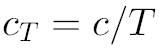 c_T = c/T